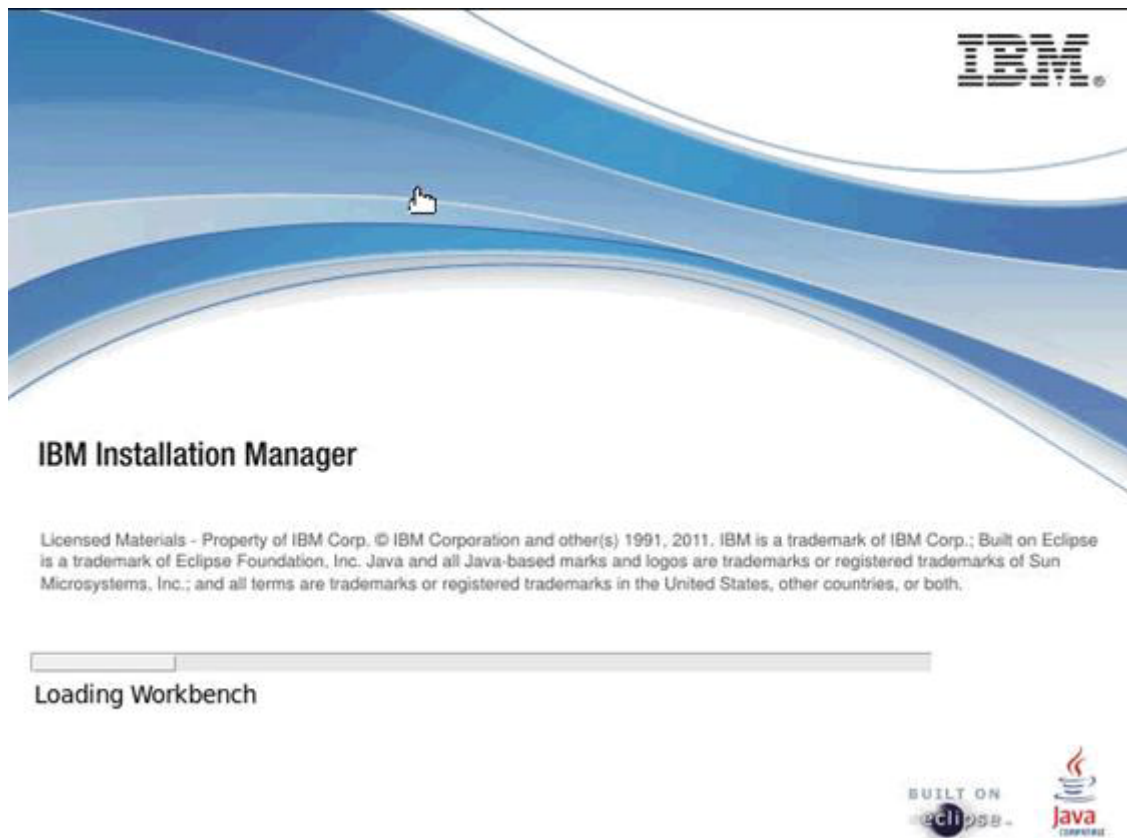 IBM®
IBM Installation Manager
Licensed Materials - Property of IBM Corp. © IBM Corporation and other(s) 1991, 2011. IBM is a trademark of IBM Corp.; Built on Eclipse
is a trademark of Eclipse Foundation, Inc. Java and all Java-based marks and logos are trademarks or registered trademarks of Sun
Microsystems, Inc.; and all terms are trademarks or registered trademarks in the United States, other countries, or both.
Loading Workbench
BUILT ON
eclipse™
Java
COMPATIBLE